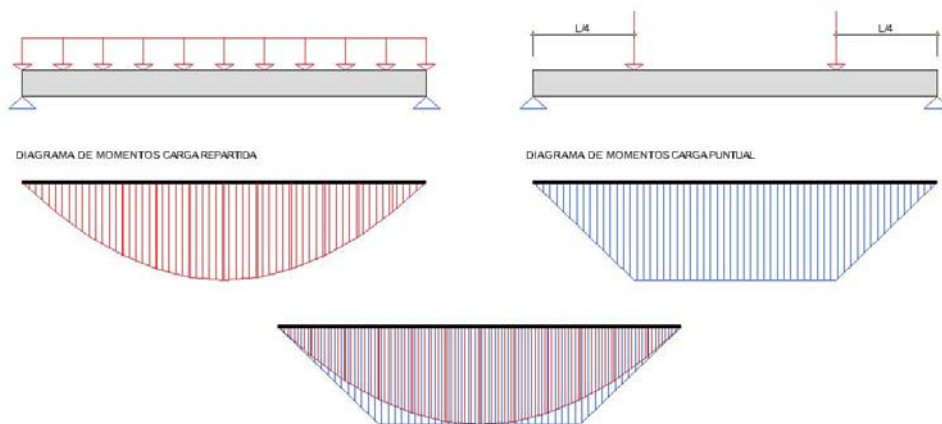 L/4
L/4
DIAGRAMA DE MOMENTOS CARGA REPARTIDA
DIAGRAMA DE MOMENTOS CARGA PUNTUAL